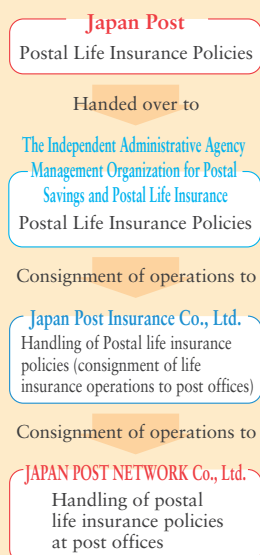 Japan Post
Postal Life Insurance Policies
Handed over to
The Independent Administrative Agency
Management Organization for Postal
Savings and Postal Life Insurance
Postal Life Insurance Policies
Consignment of operations to
Japan Post Insurance Co., Ltd.
Handling of Postal life insurance
policies (consignment of life
insurance operations to post offices)
Consignment of operations to
JAPAN POST NETWORK Co., Ltd.
Handling of postal
life insurance policies
at post offices